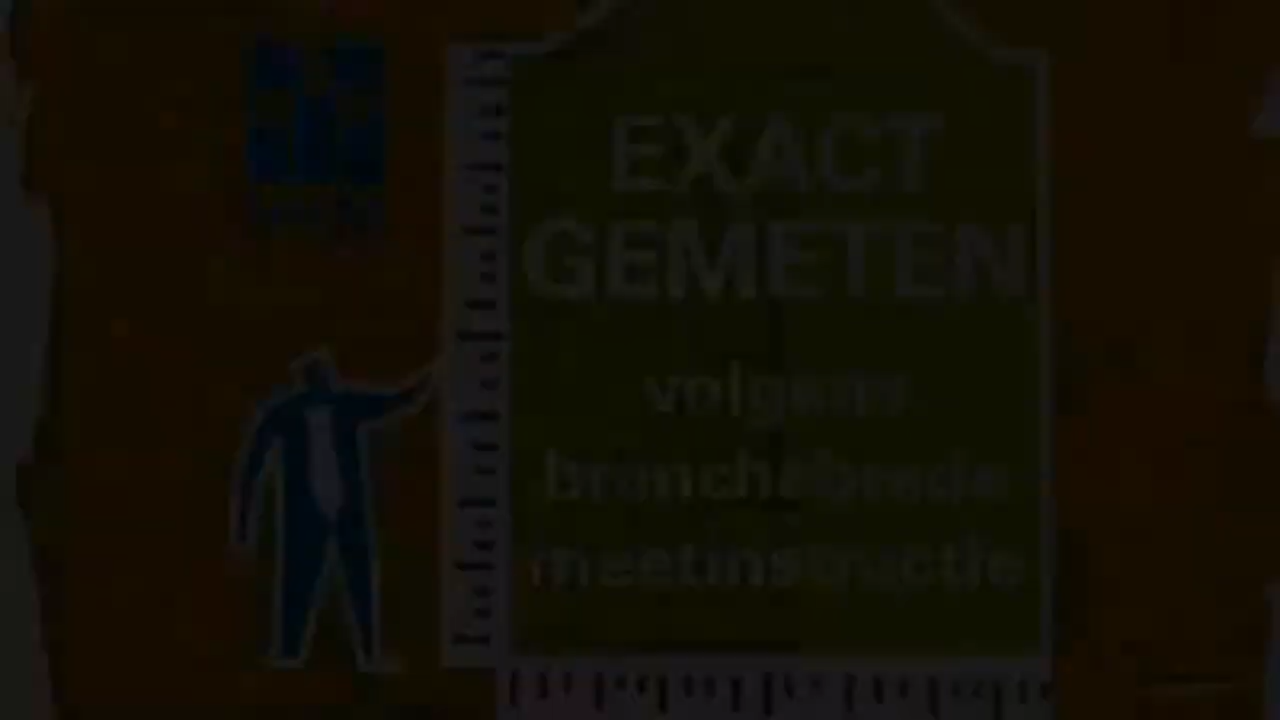 EXACT
GEMETEN
volgens
branchebrede
meetinstructie